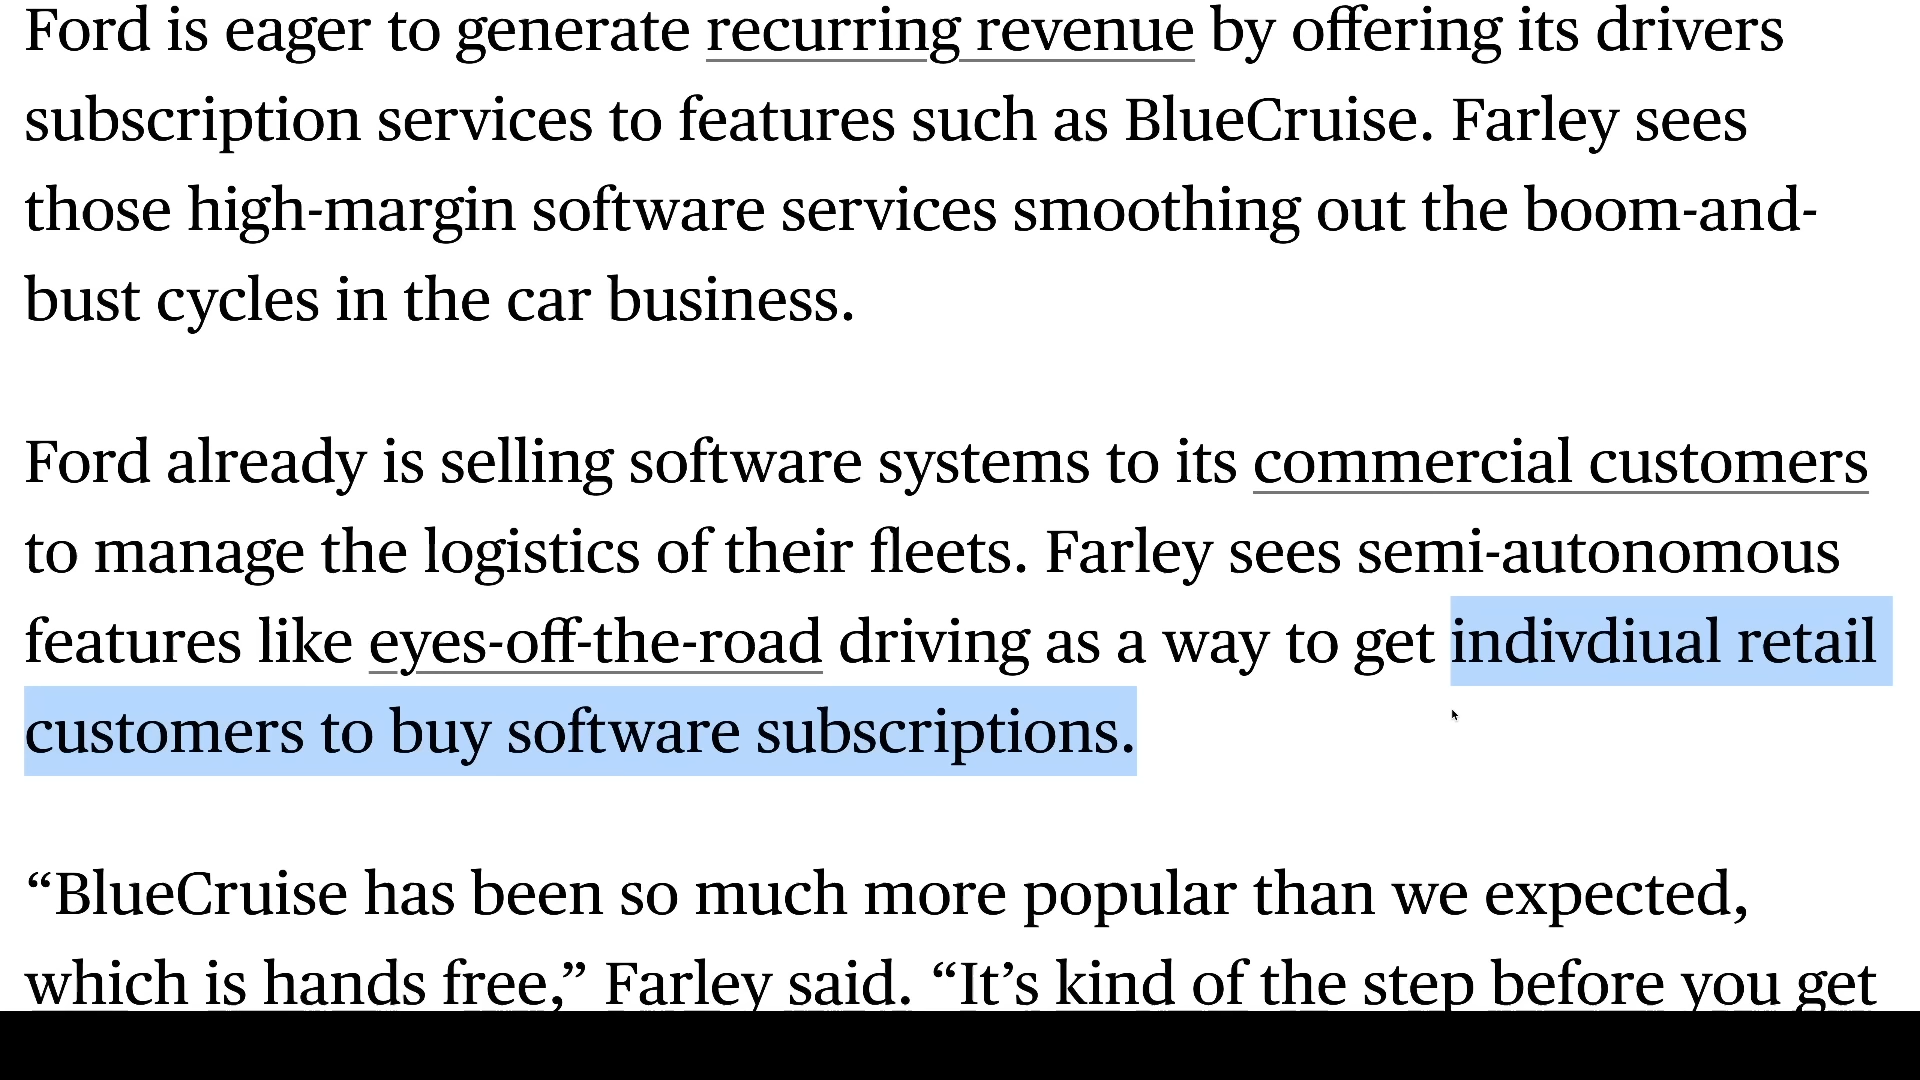 Ford is eager to generate recurring revenue by offering its drivers
subscription services to features such as BlueCruise. Farley sees
those high-margin software services smoothing out the boom-and-
bust cycles in the car business.
Ford already is selling software systems to its commercial customers
to manage the logistics of their fleets. Farley sees semi-autonomous
features like eyes-off-the-road driving as a way to get indivdiual retail
customers to buy software subscriptions.
“BlueCruise has been so much more popular than we expected,
which is hands free,” Farley said. “It’s kind of the step before you get